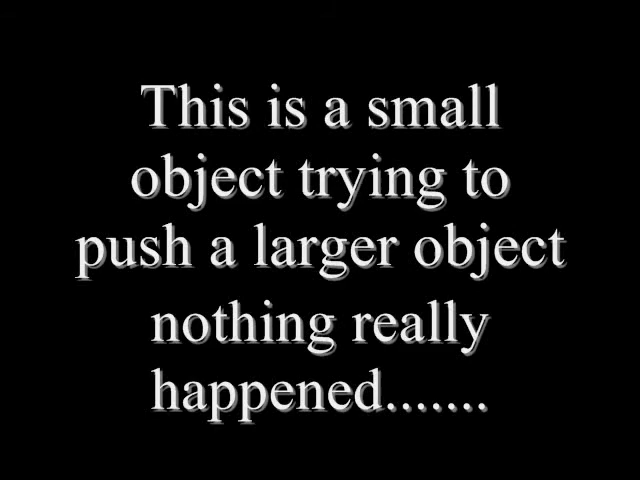 This is a small
object trying to
push a larger object
nothing really
happened.......